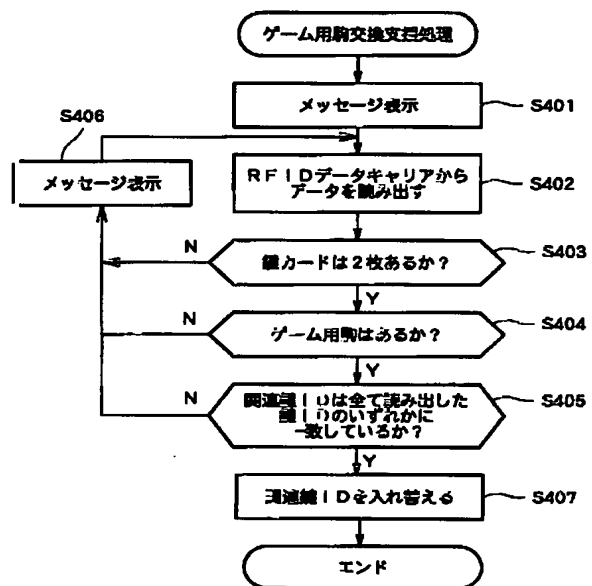 ゲーム用駒交換支援処理
メッセージ表示
S401
S406
メッセージ表示
RFIDデータキャリアから
データを読み出す
S402
N
鍵カードは2枚あるか?
S403
Y
N
ゲーム用駒はあるか?
S404
Y
N
関連鍵IDは全て読み出した
鍵IDのいずれかに
一致しているか?
S405
Y
関連鍵IDを入れ替える
S407
エンド